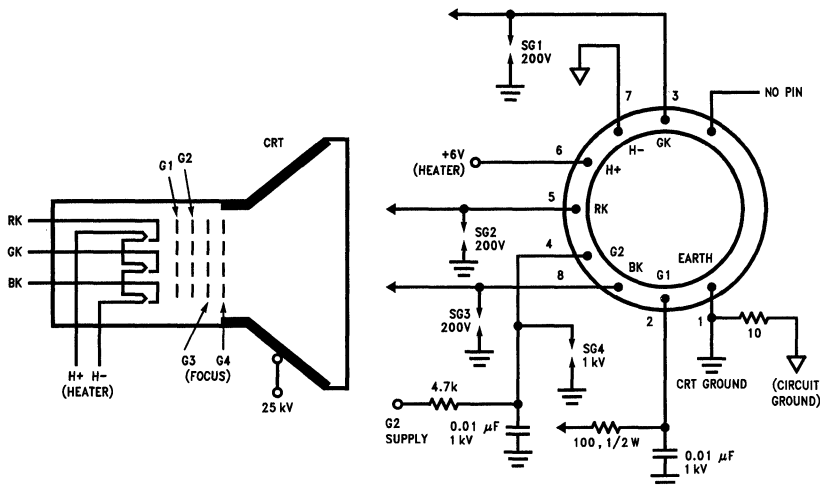 SG1
200V
7
3
NO PIN
CRT
G1
G2
+6V
(HEATER)
6
H-
GK
H+
RK
GK
BK
5
RK
SG2
200V
4
G2
BK
G1
EARTH
8
SG3
200V
2
1
10
SG4
1 kV
H+
H-
(HEATER)
G3
(FOCUS)
G4
25 kV
CRT GROUND
(CIRCUIT
GROUND)
4.7k
G2
SUPPLY
0.01 µF
1 kV
100, 1/2 W
0.01 µF
1 kV